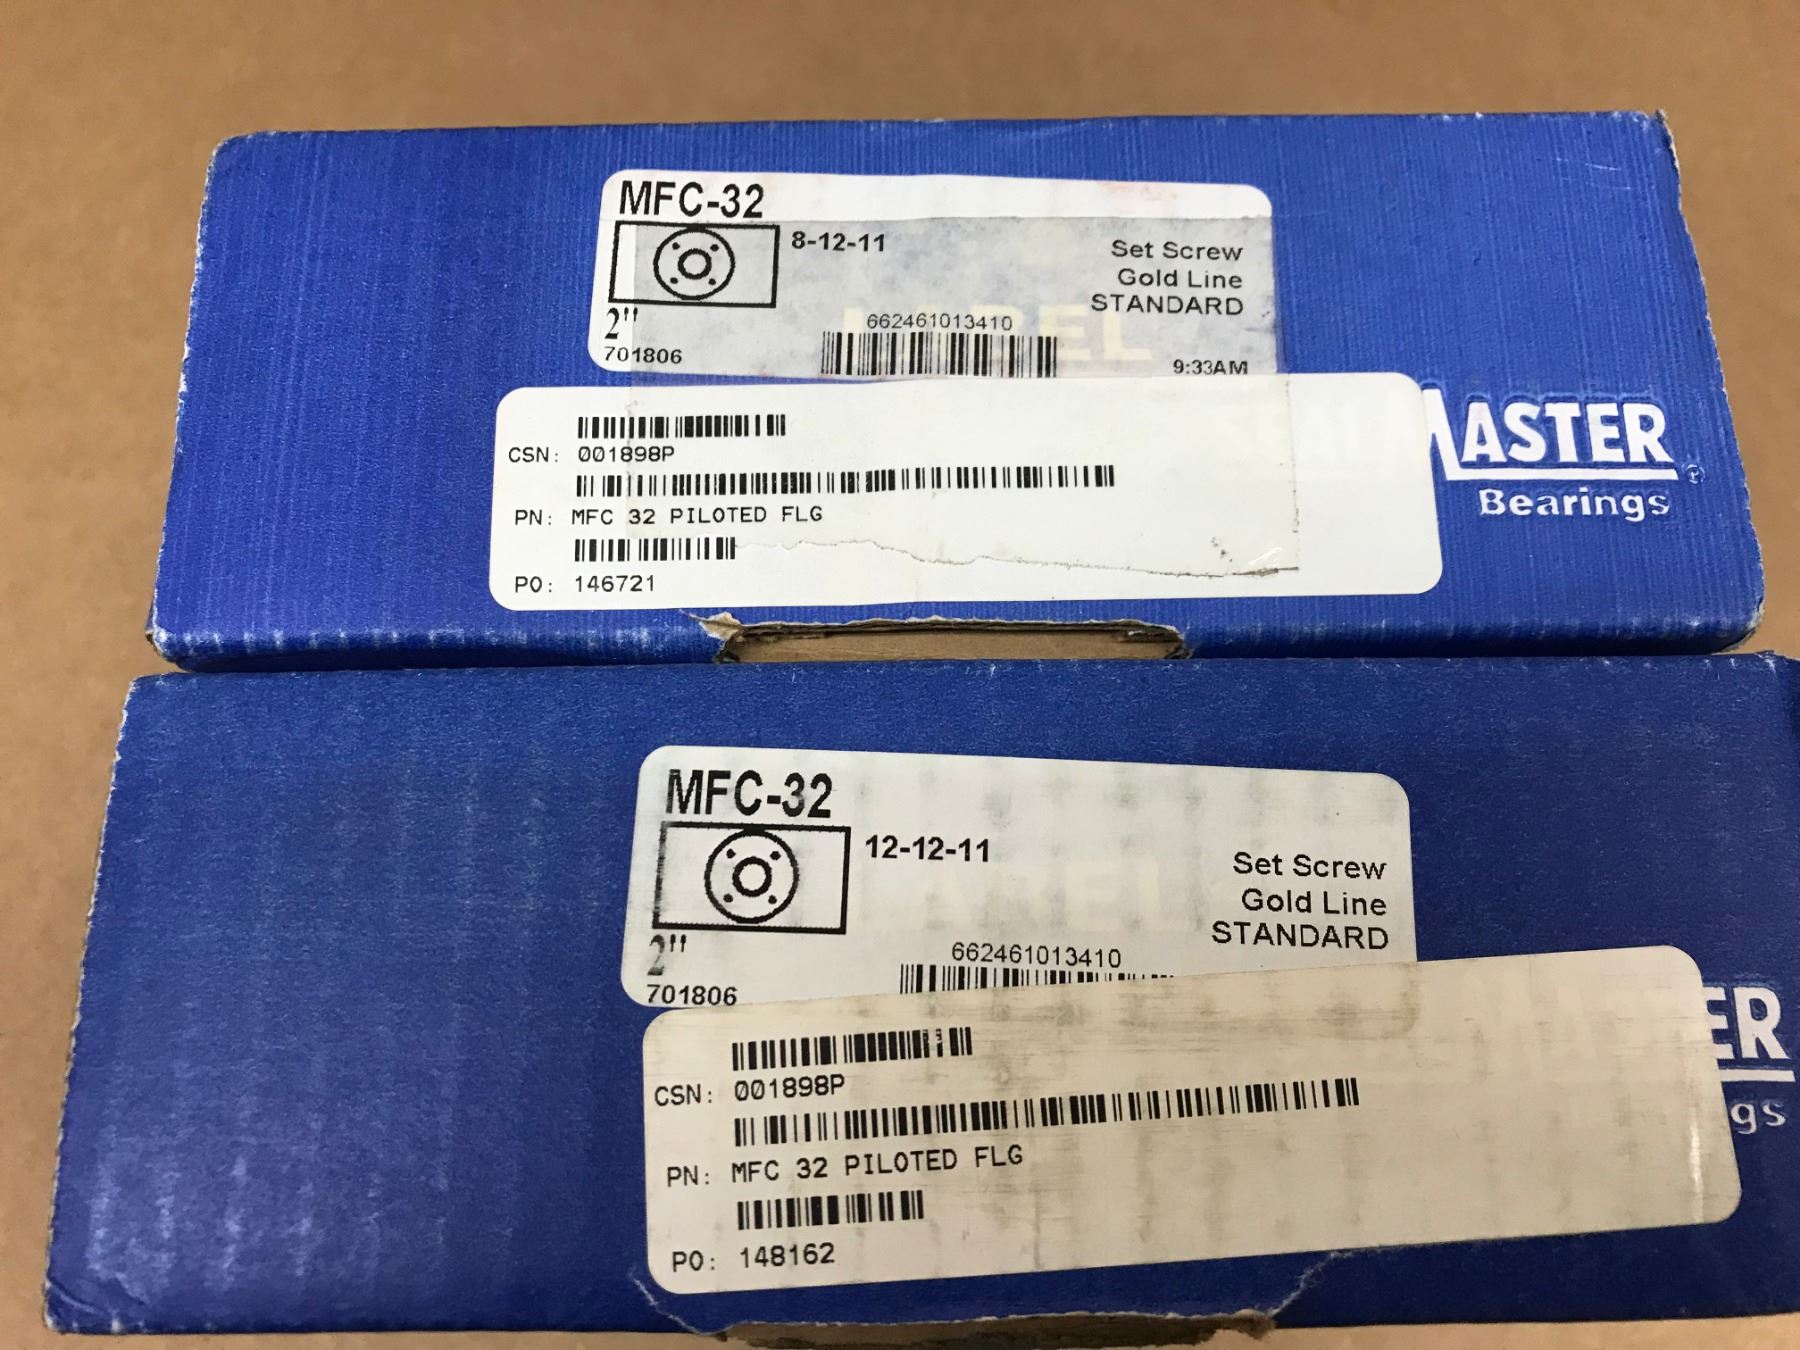 MFC-32
8-12-11
Set Screw
Gold Line
STANDARD
2"
701806
662461013410
9:33AM
CSN: 001898P
PN: MFC 32 PILOTED FLG
PO: 146721
MASTER
Bearings
MFC-32
12-12-11
Set Screw
Gold Line
STANDARD
2"
701806
662461013410
CSN: 001898P
PN: MFC 32 PILOTED FLG
PO: 148162
ER
gs